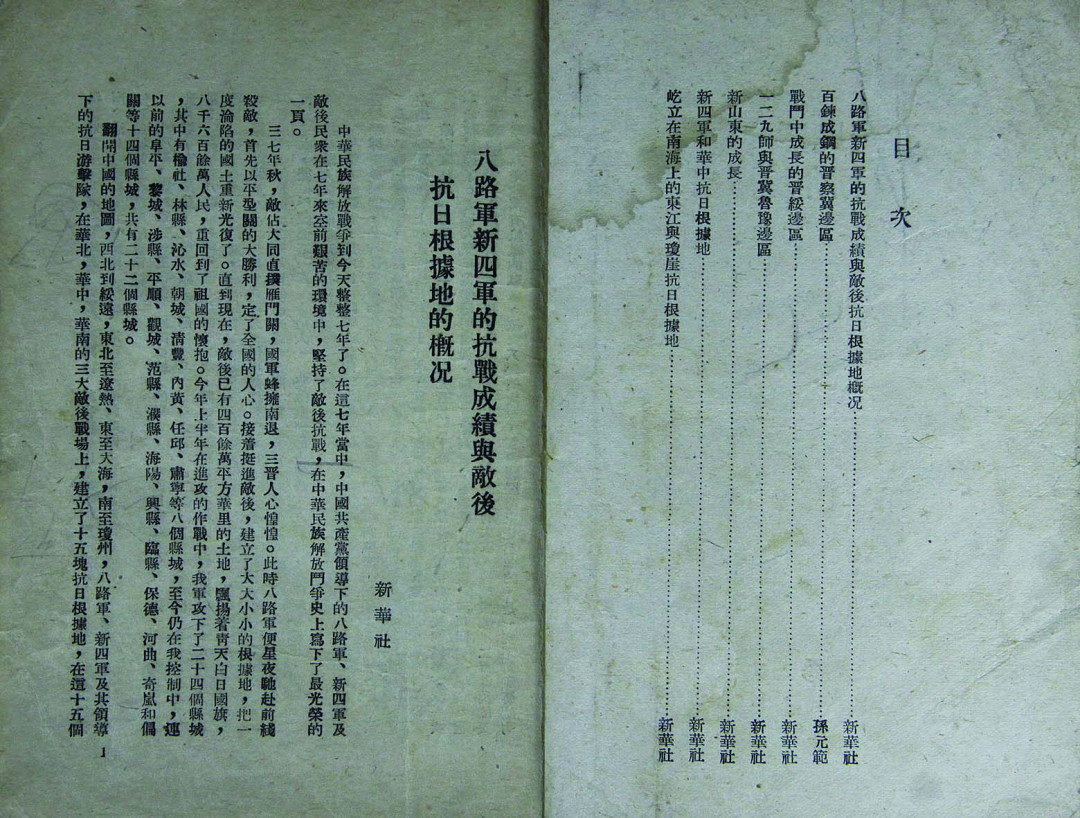 目次
八路軍新四軍的抗戰成績與敵後抗日根據地概况……新華社
百鍊成鋼的晋察冀邊區……孫元範
戰鬥中成長的晋綏邊區……新華社
一二九師與晋冀魯豫邊區……新華社
新山東的成長……新華社
新四軍和華中抗日根據地……新華社
屹立在南海上的東江與瓊崖抗日根據地……新華社
八路軍新四軍的抗戰成績與敵後
抗日根據地的概况
新華社
中華民族解放戰爭到今天整整七年了。在這七年當中，中國共產黨領導下的八路軍、新四軍及
敵後民衆在七年來空前艱苦的環境中，堅持了敵後抗戰，在中華民族解放鬥爭史上寫下了最光榮的
一頁。
三七年秋，敵佔大同直撲雁門關，國軍蜂擁南退，三晋人心惶惶。此時八路軍便星夜馳赴前綫
殺敵，首先以平型關的大勝利，定了全國的人心。接着挺進敵後，建立了大大小小的根據地，把一
度淪陷的國土重新光復了。直到現在，敵後已有四百餘萬平方華里的土地，飄揚着靑天白日國旗，
八千六百餘萬人民，重回到了祖國的懷抱。今年上半年在進攻的作戰中，我軍攻下了二十四個縣城
，其中有榆社、林縣、沁水、朝城、淸豐、內黃、任邱、肅寧等八個縣城，至今仍在我控制中，連
以前的阜平、黎城、涉縣、平順、觀城、范縣、濮縣、海陽、興縣、臨縣、保德、河曲、奇嵐和偏
關等十四個縣城，共有二十二個縣城。
翻開中國的地圖，西北到綏遠，東北至遼熱、東至大海，南至瓊州，八路軍、新四軍及其領導
下的抗日游擊隊，在華北，華中，華南的三大敵後戰場上，建立了十五塊抗日根據地，在這十五個
1